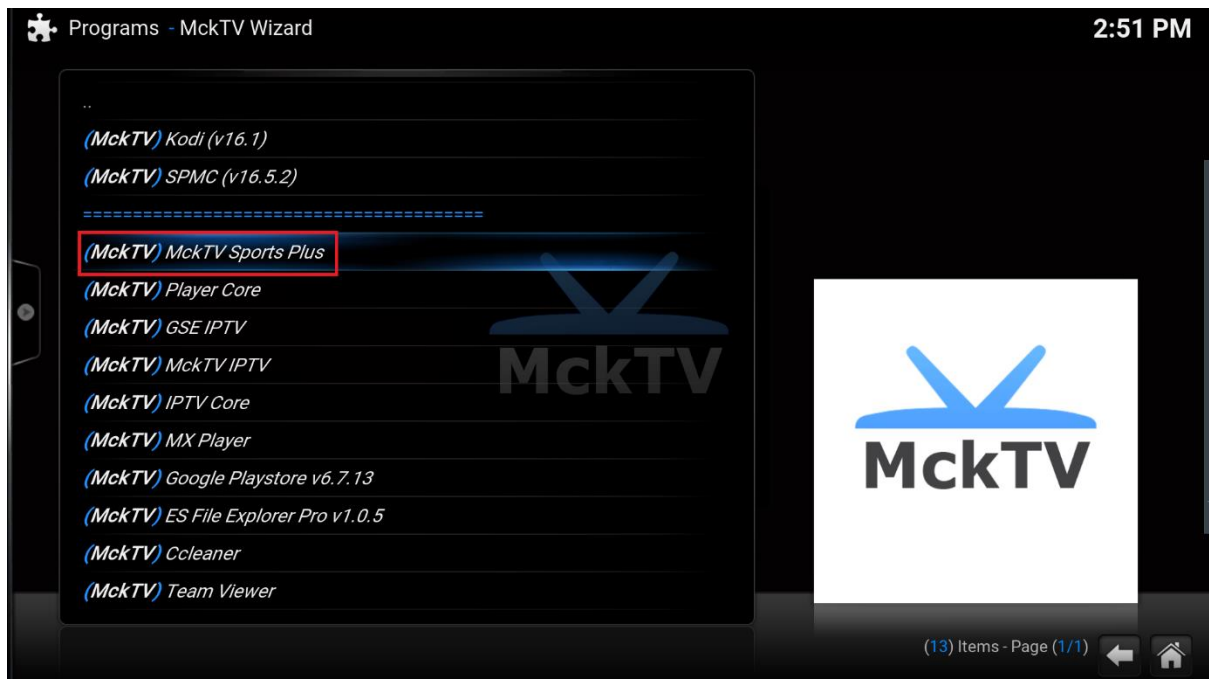 Programs - MckTV Wizard
2:51 PM
..
(MckTV) Kodi (v16.1)
(MckTV) SPMC (v16.5.2)
========================================
(MckTV) MckTV Sports Plus
(MckTV) Player Core
(MckTV) GSE IPTV
(MckTV) MckTV IPTV
(MckTV) IPTV Core
(MckTV) MX Player
(MckTV) Google Playstore v6.7.13
(MckTV) ES File Explorer Pro v1.0.5
(MckTV) Ccleaner
(MckTV) Team Viewer
MckTV
MckTV
(13) Items - Page (1/1)